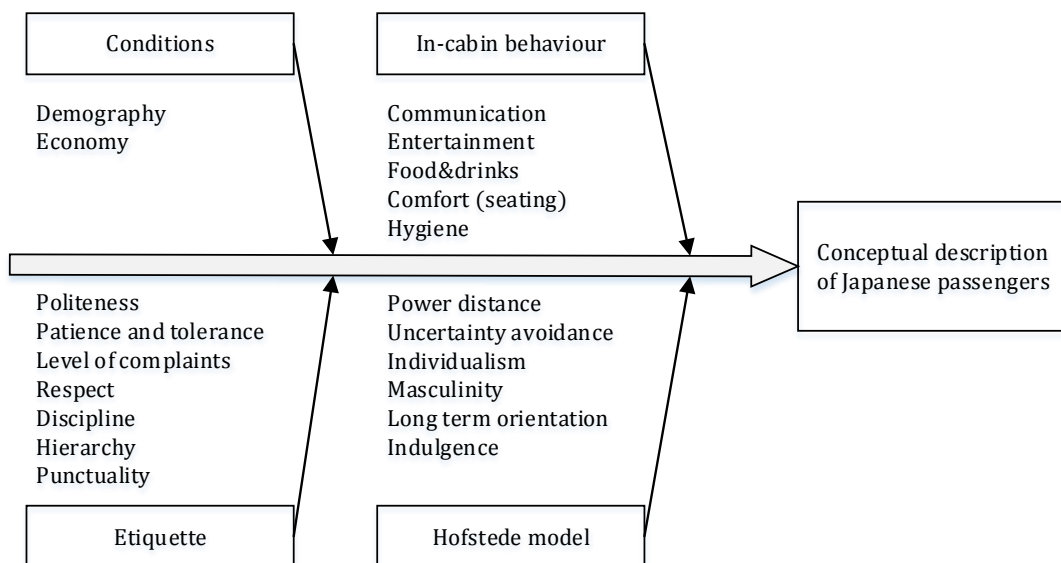 Conditions
In-cabin behaviour
Demography
Economy
Communication
Entertainment
Food&drinks
Comfort (seating)
Hygiene
Conceptual description
of Japanese passengers
Politeness
Patience and tolerance
Level of complaints
Respect
Discipline
Hierarchy
Punctuality
Power distance
Uncertainty avoidance
Individualism
Masculinity
Long term orientation
Indulgence
Etiquette
Hofstede model